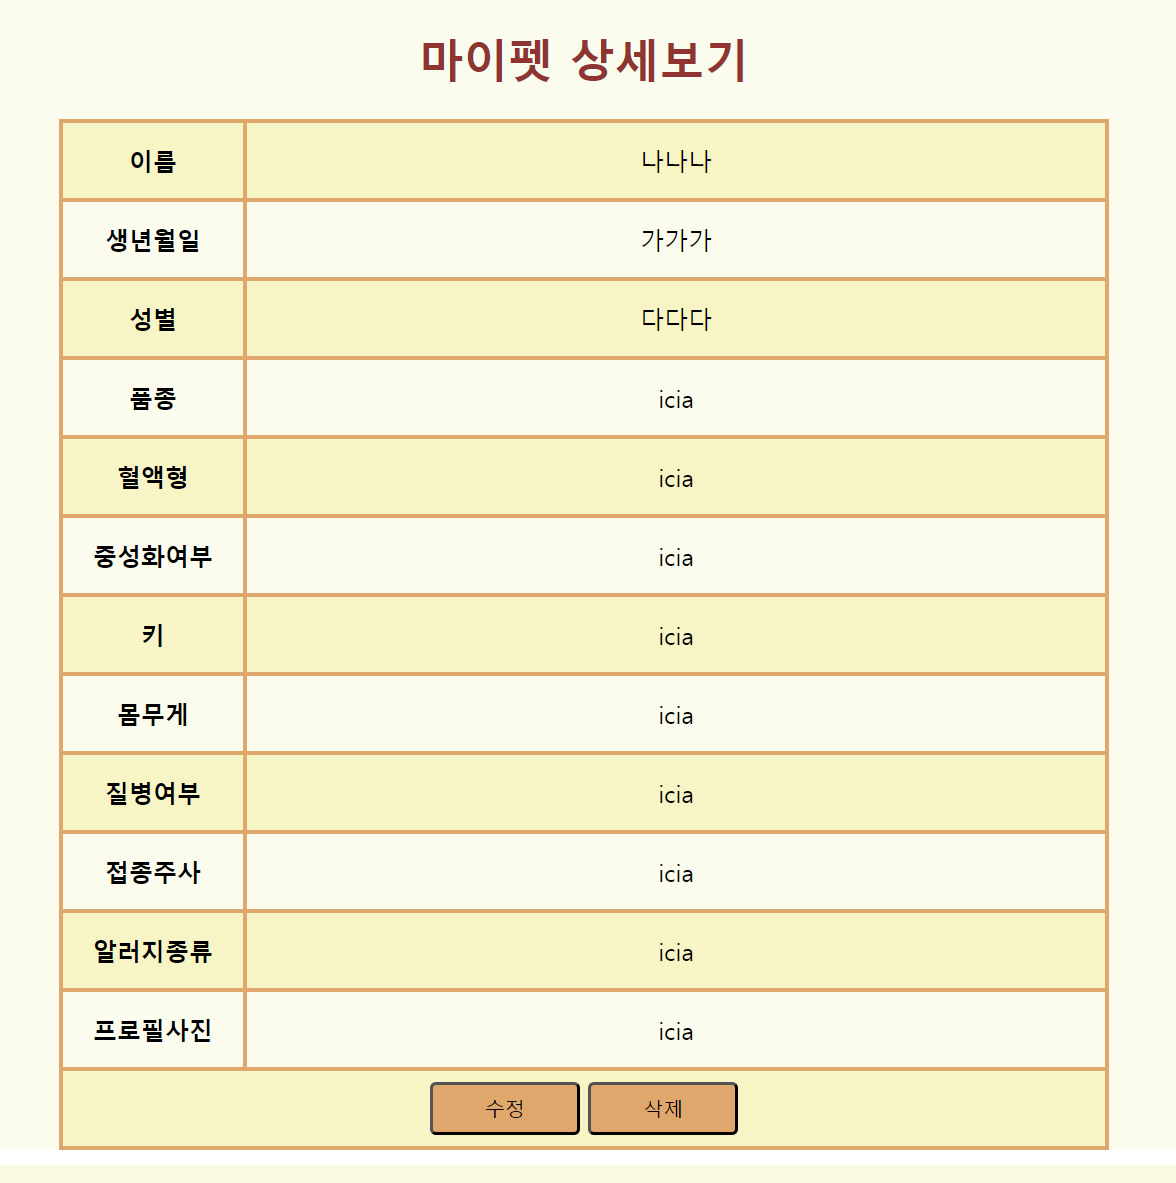 마이펫 상세보기
이름 나나나
생년월일 가가가
성별 다다다
품종 icia
혈액형 icia
중성화여부 icia
키 icia
몸무게 icia
질병여부 icia
접종주사 icia
알러지종류 icia
프로필사진 icia
수정 삭제